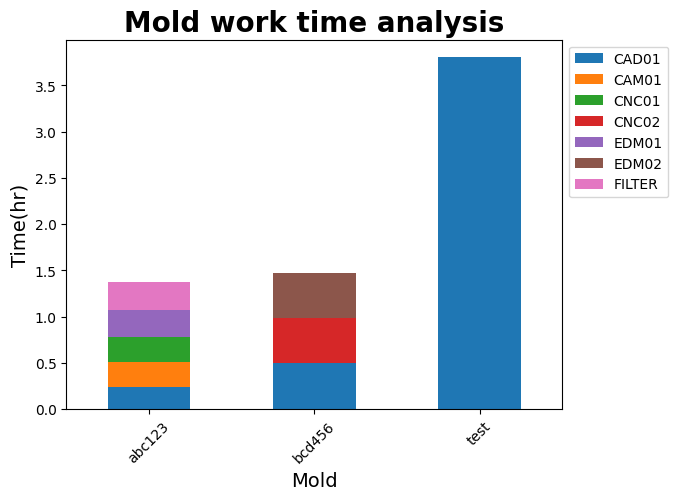 Mold work time analysis
Time(hr)
3.5
3.0
2.5
2.0
1.5
1.0
0.5
0.0
abc123
bcd456
test
Mold
CAD01
CAM01
CNC01
CNC02
EDM01
EDM02
FILTER